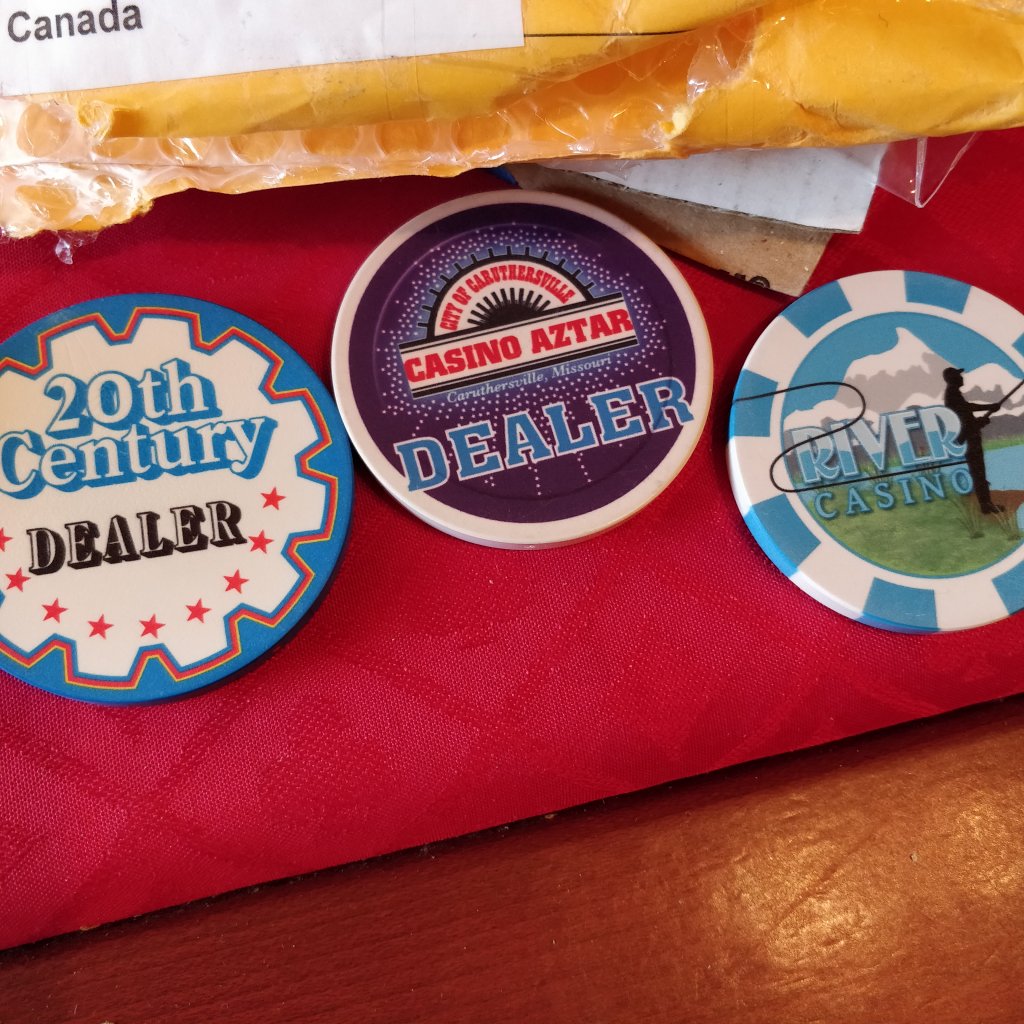 Canada
20th
Century
DEALER
CITY OF CARUTHERSVILLE
CASINO AZTAR
Caruthersville, Missouri
DEALER
RIVER
CASINO